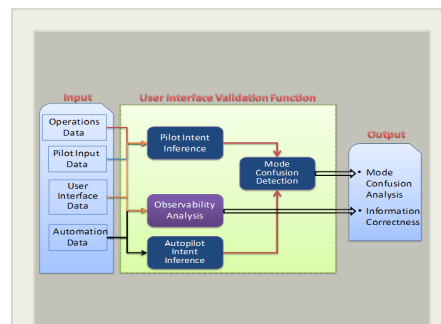 Input
User Interface Validation Function
Operations
Data
Pilot Input
Data
User
Interface
Data
Automation
Data
Pilot Intent
Inference
Observability
Analysis
Autopilot
Intent
Inference
Mode
Confusion
Detection
Output
• Mode
Confusion
Analysis
• Information
Correctness